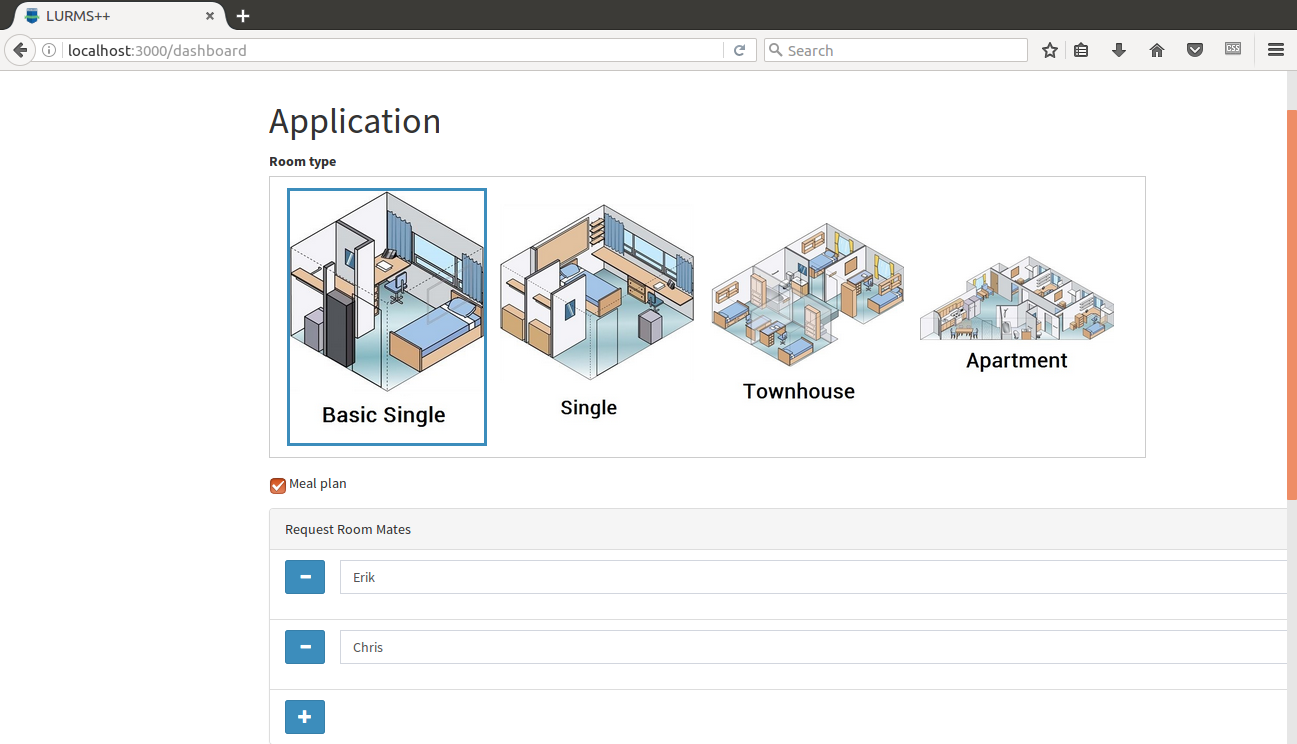 LURMS++
localhost:3000/dashboard
Search
CSS
Application
Room type
Basic Single
Single
Townhouse
Apartment
Meal plan
Request Room Mates
Erik
Chris